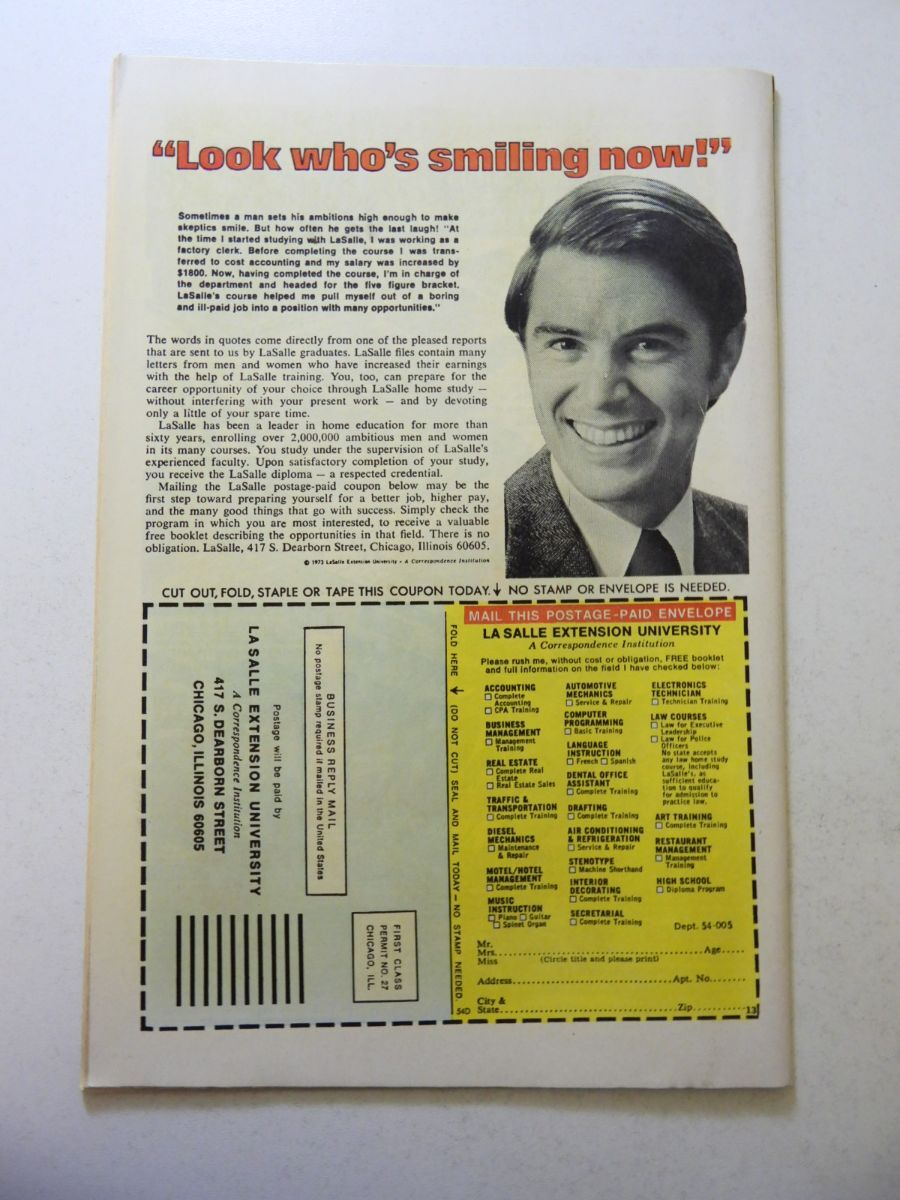 “Look who’s smiling now!”
Sometimes a man sets his ambitions high enough to make
skeptics smile. But how often he gets the last laugh! "At
the time I started studying with LaSalle, I was working as a
factory clerk. Before completing the course I was trans-
ferred to cost accounting and my salary was increased by
$1800. Now, having completed the course, I'm in charge of
the department and headed for the five figure bracket.
LaSalle's course helped me pull myself out of a boring
and ill-paid job into a position with many opportunities."
The words in quotes come directly from one of the pleased reports
that are sent to us by LaSalle graduates. LaSalle files contain many
letters from men and women who have increased their earnings
with the help of LaSalle training. You, too, can prepare for the
career opportunity of your choice through LaSalle home study —
without interfering with your present work — and by devoting
only a little of your spare time.
LaSalle has been a leader in home education for more than
sixty years, enrolling over 2,000,000 ambitious men and women
in its many courses. You study under the supervision of LaSalle's
experienced faculty. Upon satisfactory completion of your study,
you receive the LaSalle diploma — a respected credential.
Mailing the LaSalle postage-paid coupon below may be the
first step toward preparing yourself for a better job, higher pay,
and the many good things that go with success. Simply check the
program in which you are most interested, to receive a valuable
free booklet describing the opportunities in that field. There is no
obligation. LaSalle, 417 S. Dearborn Street, Chicago, Illinois 60605.
© 1973 LaSalle Extension University • A Correspondence Institution
CUT OUT, FOLD, STAPLE OR TAPE THIS COUPON TODAY. ↓ NO STAMP OR ENVELOPE IS NEEDED.
BUSINESS REPLY MAIL
No postage stamp required if mailed in the United States
Postage will be paid by
LA SALLE EXTENSION UNIVERSITY
A Correspondence Institution
417 S. DEARBORN STREET
CHICAGO, ILLINOIS 60605
FIRST CLASS
PERMIT NO. 27
CHICAGO, ILL.
FOLD HERE ↓ (DO NOT CUT) SEAL AND MAIL TODAY — NO STAMP NEEDED.
54D
MAIL THIS POSTAGE-PAID ENVELOPE
LA SALLE EXTENSION UNIVERSITY
A Correspondence Institution
Please rush me, without cost or obligation, FREE booklet
and full information on the field I have checked below:
ACCOUNTING
☐ Complete
Accounting
☐ CPA Training
BUSINESS
MANAGEMENT
☐ Management
Training
REAL ESTATE
☐ Complete Real
Estate
☐ Real Estate Sales
TRAFFIC &
TRANSPORTATION
☐ Complete Training
DIESEL
MECHANICS
☐ Maintenance
& Repair
MOTEL/HOTEL
MANAGEMENT
☐ Complete Training
MUSIC
INSTRUCTION
☐ Piano ☐ Guitar
☐ Spinet Organ
AUTOMOTIVE
MECHANICS
☐ Service & Repair
COMPUTER
PROGRAMMING
☐ Basic Training
LANGUAGE
INSTRUCTION
☐ French ☐ Spanish
DENTAL OFFICE
ASSISTANT
☐ Complete Training
DRAFTING
☐ Complete Training
AIR CONDITIONING
& REFRIGERATION
☐ Service & Repair
STENOTYPE
☐ Machine Shorthand
INTERIOR
DECORATING
☐ Complete Training
SECRETARIAL
☐ Complete Training
ELECTRONICS
TECHNICIAN
☐ Technician Training
LAW COURSES
☐ Law for Executive
Leadership
☐ Law for Police
Officers
No state accepts
any law home study
course, including
LaSalle's, as
sufficient educa-
tion to qualify
for admission to
practice law.
ART TRAINING
☐ Complete Training
RESTAURANT
MANAGEMENT
☐ Management
Training
HIGH SCHOOL
☐ Diploma Program
Dept. 54-005
Mr.
Mrs. Age
Miss (Circle title and please print)
Address Apt. No.
City &
State Zip 13